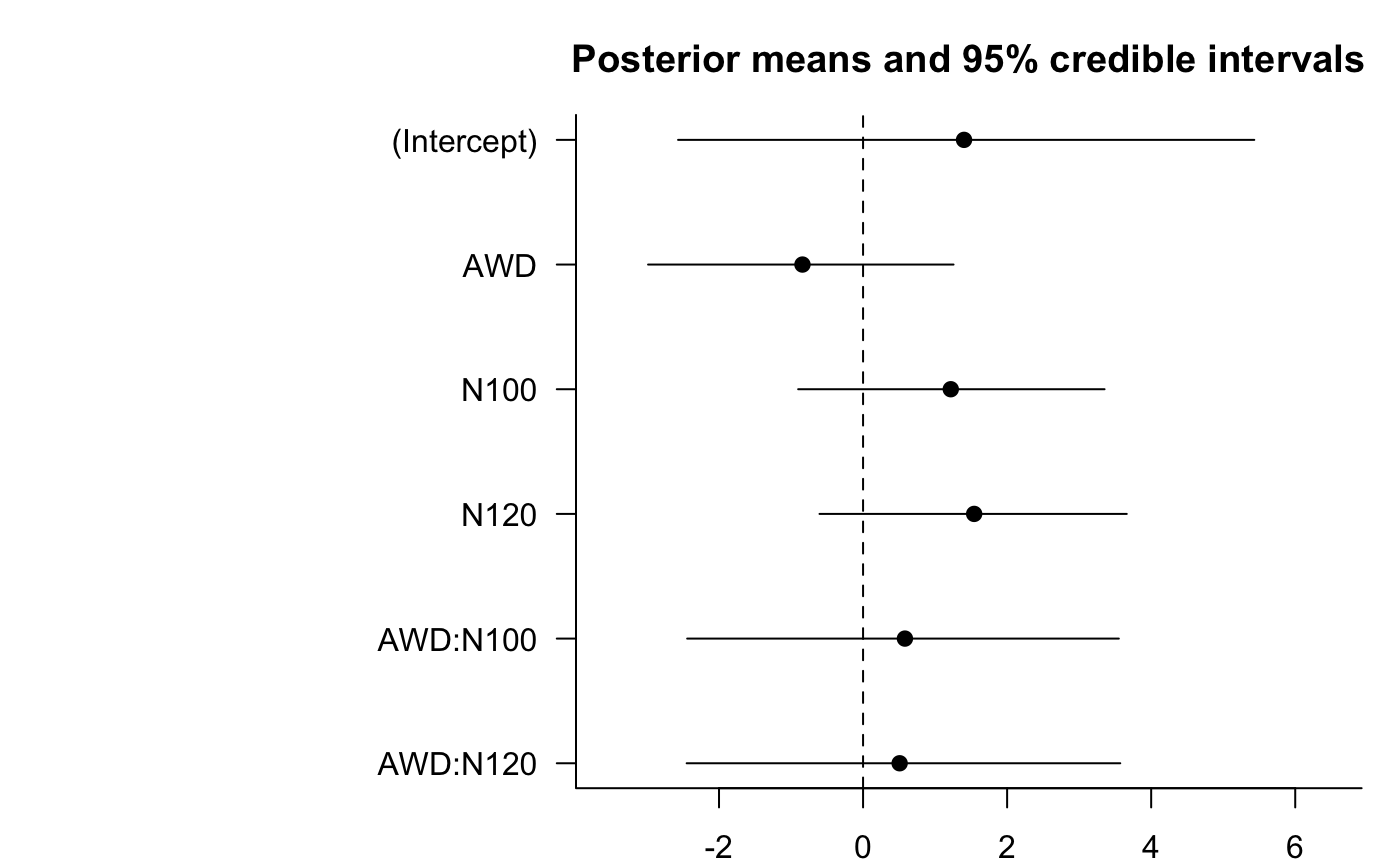 Posterior means and 95% credible intervals
(Intercept)
AWD
N100
N120
AWD:N100
AWD:N120
-2 0 2 4 6